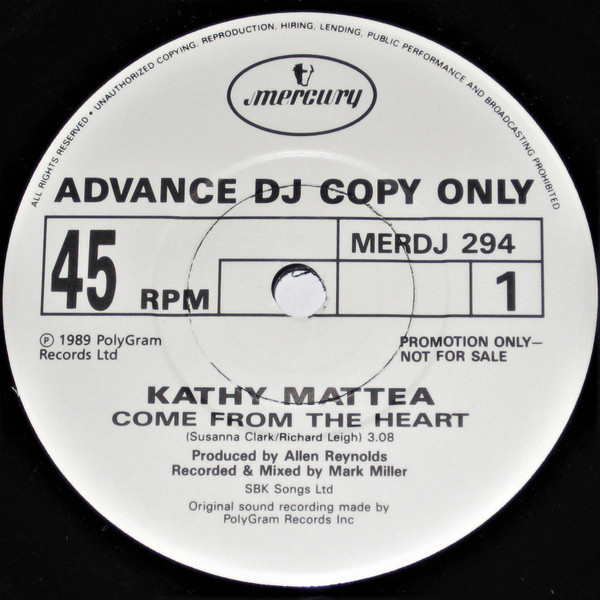 ALL RIGHTS RESERVED • UNAUTHORIZED COPYING, REPRODUCTION, HIRING, LENDING, PUBLIC PERFORMANCE AND BROADCASTING PROHIBITED
mercury
ADVANCE DJ COPY ONLY
45 RPM
MERDJ 294
1
℗ 1989 PolyGram
Records Ltd
PROMOTION ONLY—
NOT FOR SALE
KATHY MATTEA
COME FROM THE HEART
(Susanna Clark/Richard Leigh) 3.08
Produced by Allen Reynolds
Recorded & Mixed by Mark Miller
SBK Songs Ltd
Original sound recording made by
PolyGram Records Inc